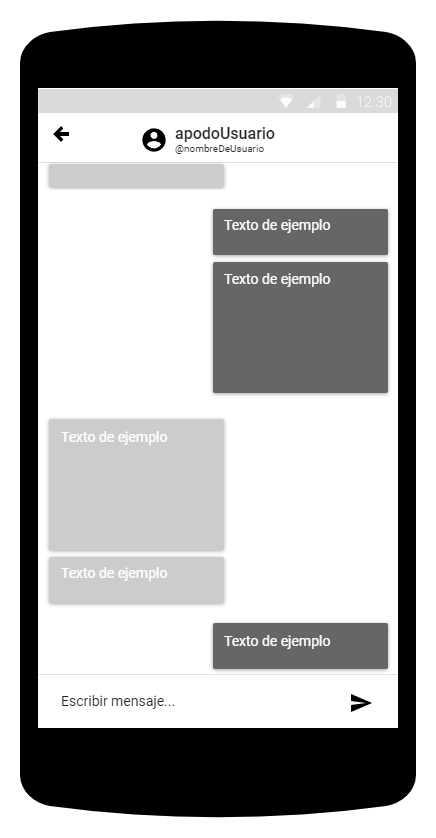 12:30
apodoUsuario
@nombreDeUsuario
Texto de ejemplo
Texto de ejemplo
Texto de ejemplo
Texto de ejemplo
Texto de ejemplo
Escribir mensaje...